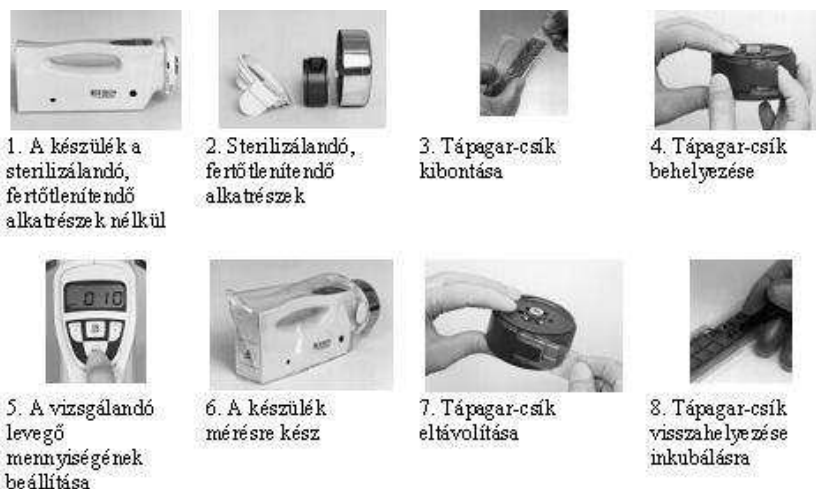 1. A készülék a
sterilizálandó,
fertőtlenítendő
alkatrészek nélkül
2. Sterilizálandó,
fertőtlenítendő
alkatrészek
3. Tápagar-csík
kibontása
4. Tápagar-csík
behelyezése
010
5. A vizsgálandó
levegő
mennyiségének
beállítása
6. A készülék
mérésre kész
7. Tápagar-csík
eltávolítása
8. Tápagar-csík
visszahelyezése
inkubálásra